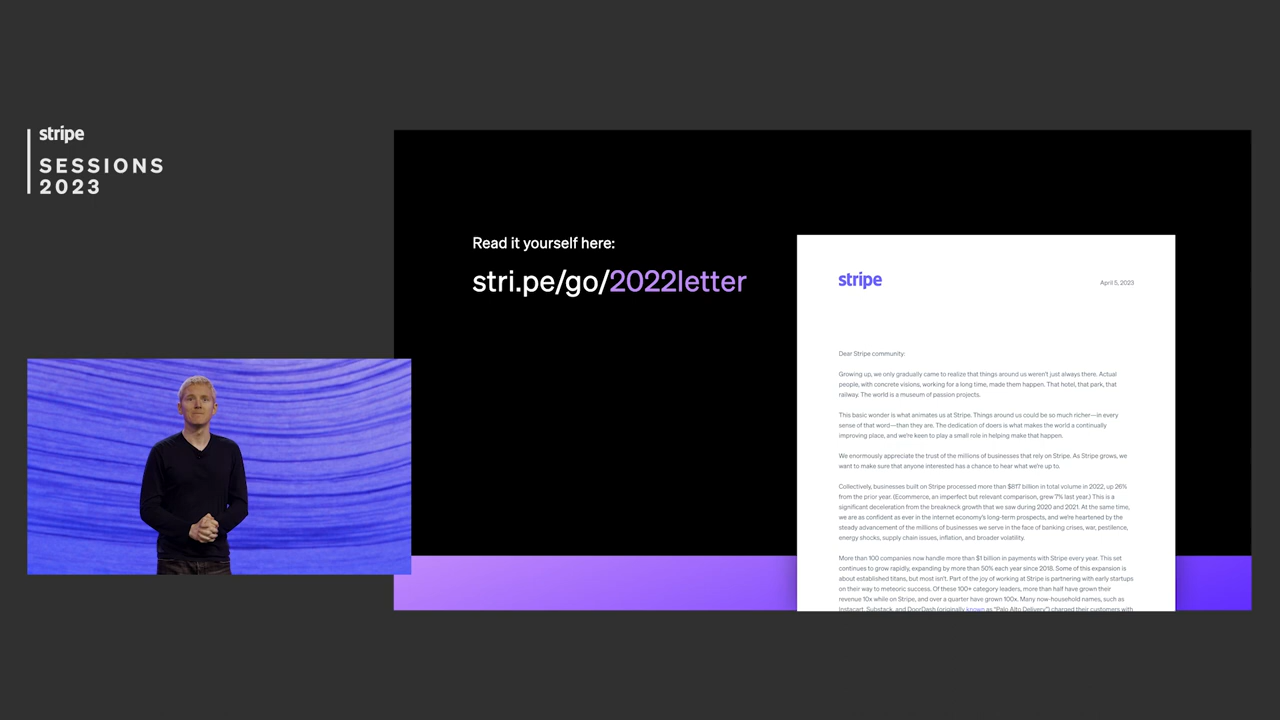 stripe
SESSIONS
2023
Read it yourself here:
stri.pe/go/2022letter
stripe
April 5, 2023
Dear Stripe community:
Growing up, we only gradually came to realize that things around us weren't just always there. Actual
people, with concrete visions, working for a long time, made them happen. That hotel, that park, that
railway. The world is a museum of passion projects.
This basic wonder is what animates us at Stripe. Things around us could be so much richer—in every
sense of that word—than they are. The dedication of doers is what makes the world a continually
improving place, and we're keen to play a small role in helping make that happen.
We enormously appreciate the trust of the millions of businesses that rely on Stripe. As Stripe grows, we
want to make sure that anyone interested has a chance to hear what we're up to.
Collectively, businesses built on Stripe processed more than $817 billion in total volume in 2022, up 26%
from the prior year. (Ecommerce, an imperfect but relevant comparison, grew 7% last year.) This is a
significant deceleration from the breakneck growth that we saw during 2020 and 2021. At the same time,
we are as confident as ever in the internet economy's long-term prospects, and we're heartened by the
steady advancement of the millions of businesses we serve in the face of banking crises, war, pestilence,
energy shocks, supply chain issues, inflation, and broader volatility.
More than 100 companies now handle more than $1 billion in payments with Stripe every year. This set
continues to grow rapidly, expanding by more than 50% each year since 2018. Some of this expansion is
about established titans, but most isn't. Part of the joy of working at Stripe is partnering with early startups
on their way to meteoric success. Of these 100+ category leaders, more than half have grown their
revenue 10x while on Stripe, and over a quarter have grown 100x. Many now-household names, such as
Instacart, Substack, and DoorDash (originally known as "Palo Alto Delivery") charged their customers with